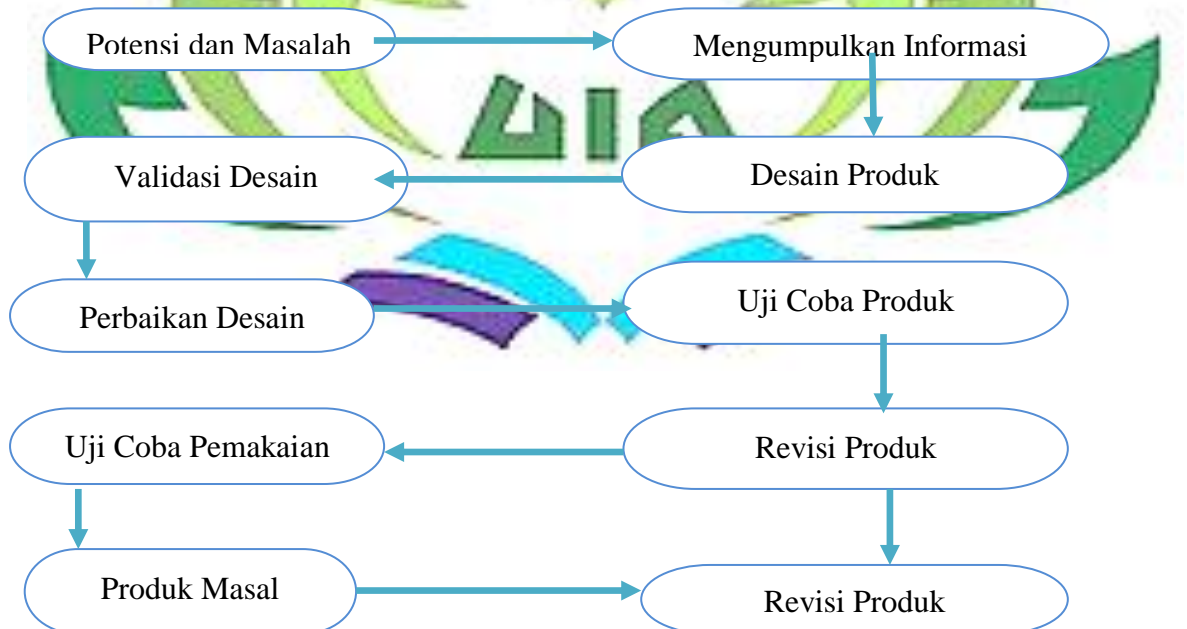 Potensi dan Masalah
Mengumpulkan Informasi
Validasi Desain
Desain Produk
Perbaikan Desain
Uji Coba Produk
Uji Coba Pemakaian
Revisi Produk
Produk Masal
Revisi Produk